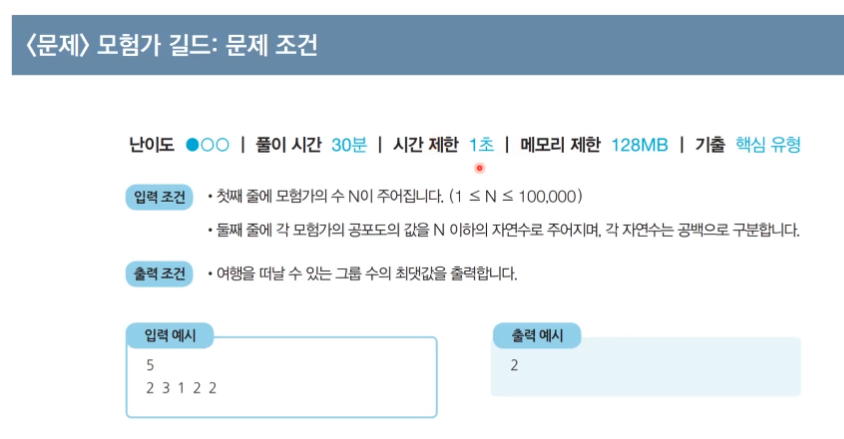 <문제> 모험가 길드: 문제 조건
난이도 ●○○ | 풀이 시간 30분 | 시간 제한 1초 | 메모리 제한 128MB | 기출 핵심 유형
입력 조건 • 첫째 줄에 모험가의 수 N이 주어집니다. (1 ≤ N ≤ 100,000)
• 둘째 줄에 각 모험가의 공포도의 값을 N 이하의 자연수로 주어지며, 각 자연수는 공백으로 구분합니다.
출력 조건 • 여행을 떠날 수 있는 그룹 수의 최댓값을 출력합니다.
입력 예시
5
2 3 1 2 2
출력 예시
2